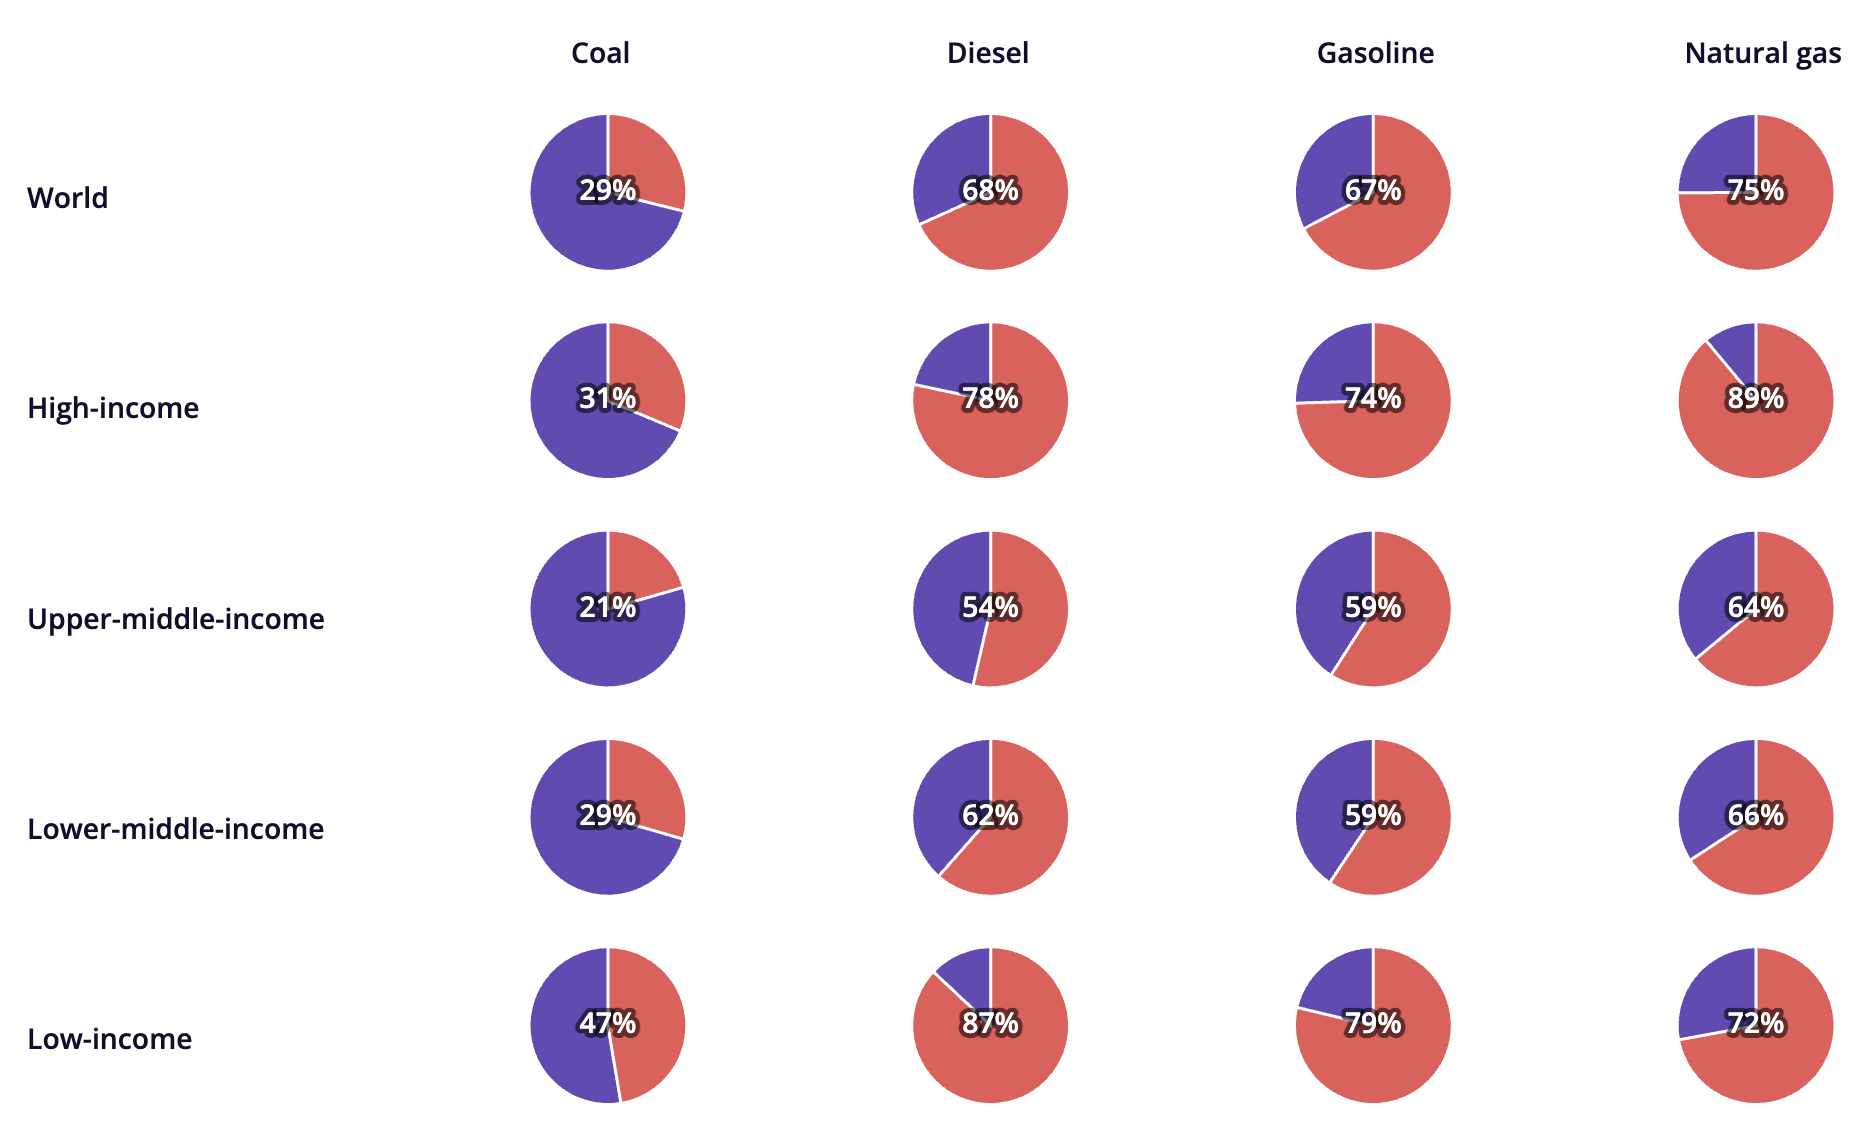 Coal Diesel Gasoline Natural gas
World 29% 68% 67% 75%
High-income 31% 78% 74% 89%
Upper-middle-income 21% 54% 59% 64%
Lower-middle-income 29% 62% 59% 66%
Low-income 47% 87% 79% 72%